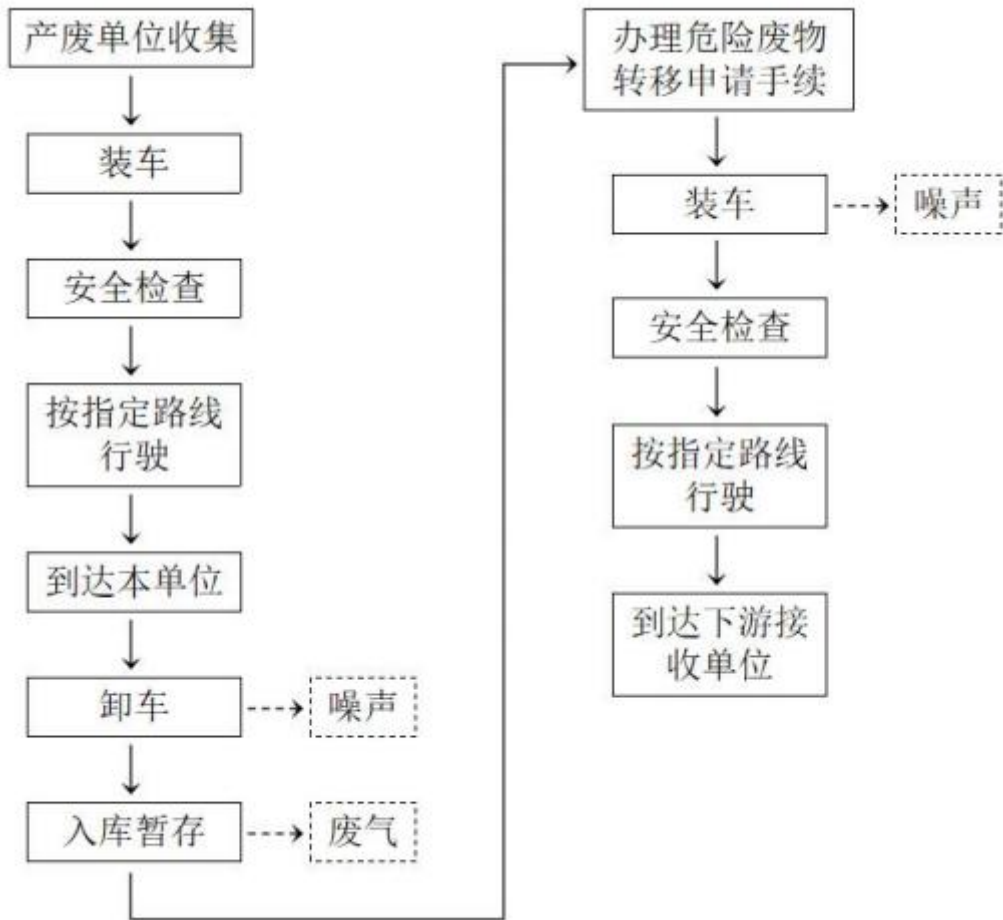 产废单位收集
装车
安全检查
按指定路线
行驶
到达本单位
卸车
噪声
入库暂存
废气
办理危险废物
转移申请手续
装车
噪声
安全检查
按指定路线
行驶
到达下游接
收单位